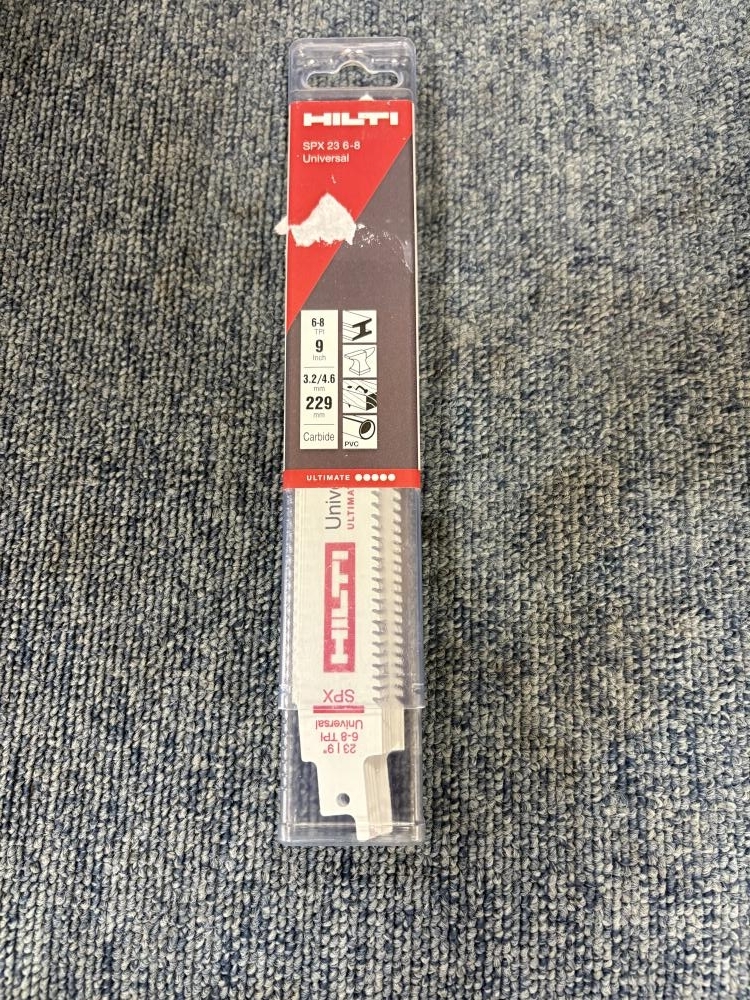 HILTI
SPX 23 6-8
Universal
6-8
TPI
9
inch
3.2/4.6
mm
229
mm
Carbide
PVC
ULTIMATE
Univ
ULTIMA
HILTI
SPX
23 | 9"
6-8 TPI
Universal